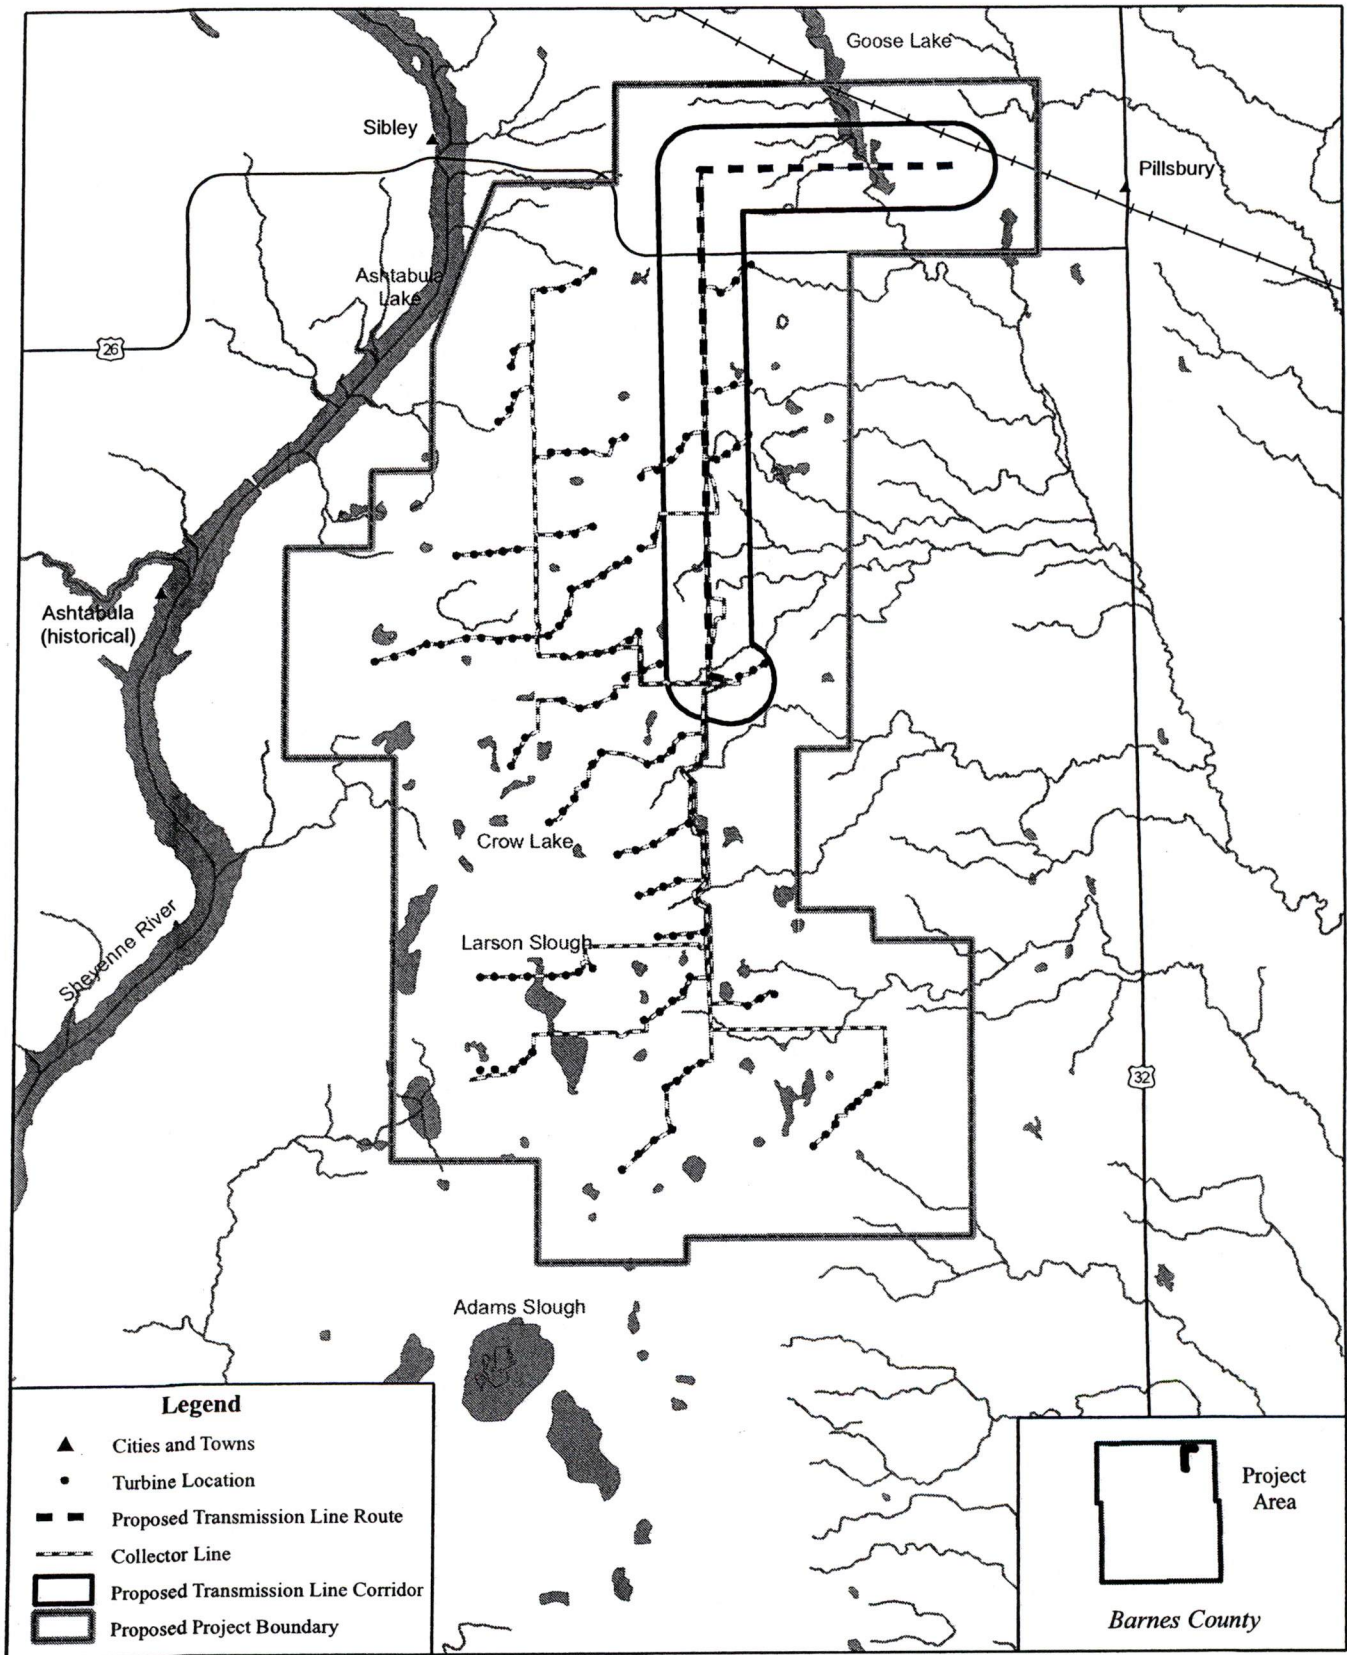 Goose Lake
Sibley
Pillsbury
Ashtabula
Lake
26
Ashtabula
(historical)
Crow Lake
Sheyenne River
Larson Slough
32
Adams Slough
Legend
Cities and Towns
Turbine Location
Proposed Transmission Line Route
Collector Line
Proposed Transmission Line Corridor
Proposed Project Boundary
Project
Area
Barnes County